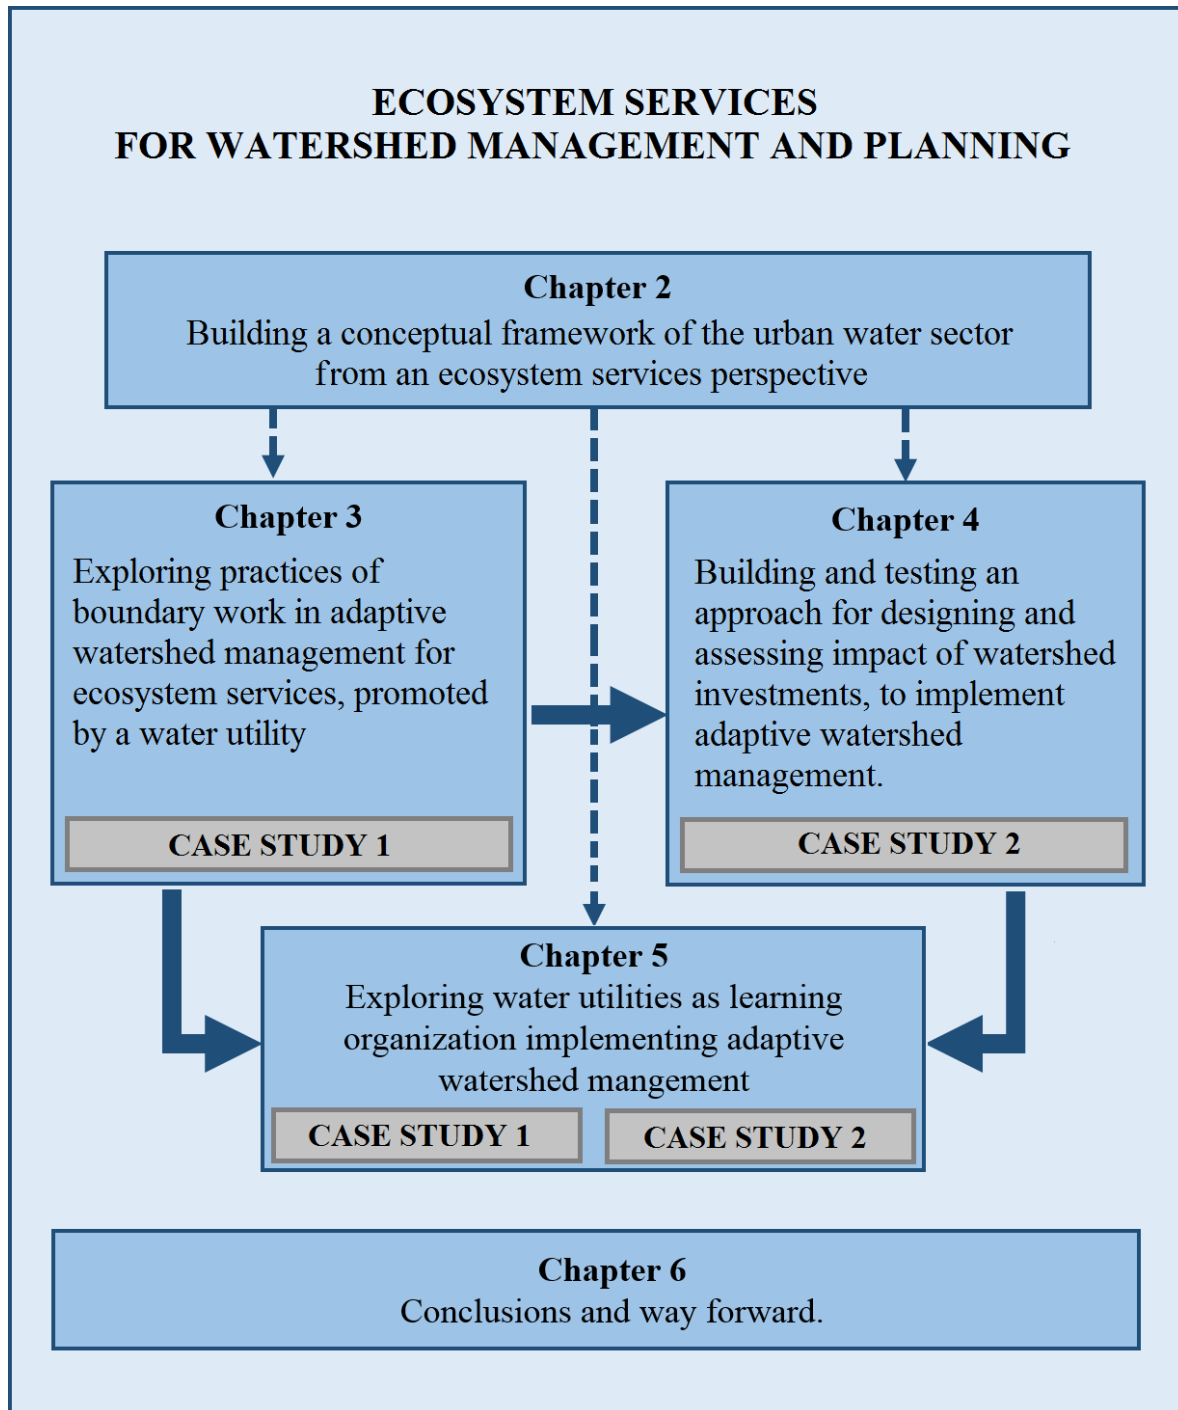 ECOSYSTEM SERVICES
FOR WATERSHED MANAGEMENT AND PLANNING
Chapter 2
Building a conceptual framework of the urban water sector
from an ecosystem services perspective
Chapter 3
Exploring practices of
boundary work in adaptive
watershed management for
ecosystem services, promoted
by a water utility
CASE STUDY 1
Chapter 4
Building and testing an
approach for designing and
assessing impact of watershed
investments, to implement
adaptive watershed
management.
CASE STUDY 2
Chapter 5
Exploring water utilities as learning
organization implementing adaptive
watershed mangement
CASE STUDY 1
CASE STUDY 2
Chapter 6
Conclusions and way forward.